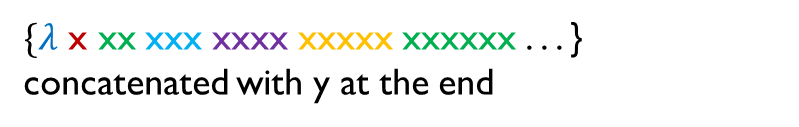 {λ x xx xxx xxxx xxxxx xxxxxx ...}
concatenated with y at the end